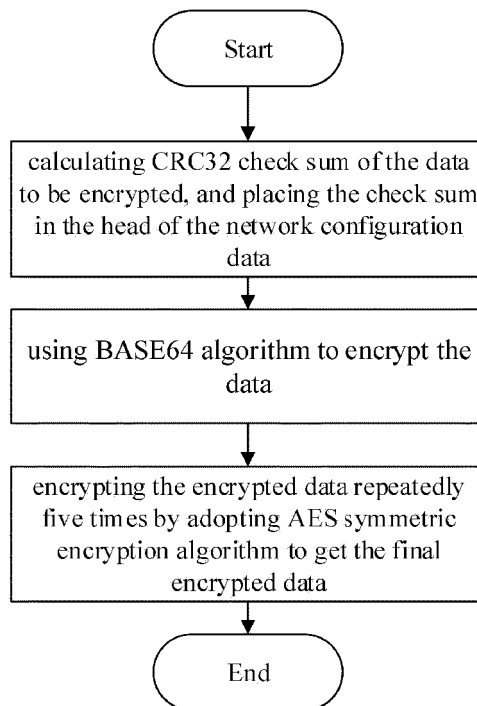 Start
calculating CRC32 check sum of the data
to be encrypted, and placing the check sum
in the head of the network configuration
data
using BASE64 algorithm to encrypt the
data
encrypting the encrypted data repeatedly
five times by adopting AES symmetric
encryption algorithm to get the final
encrypted data
End